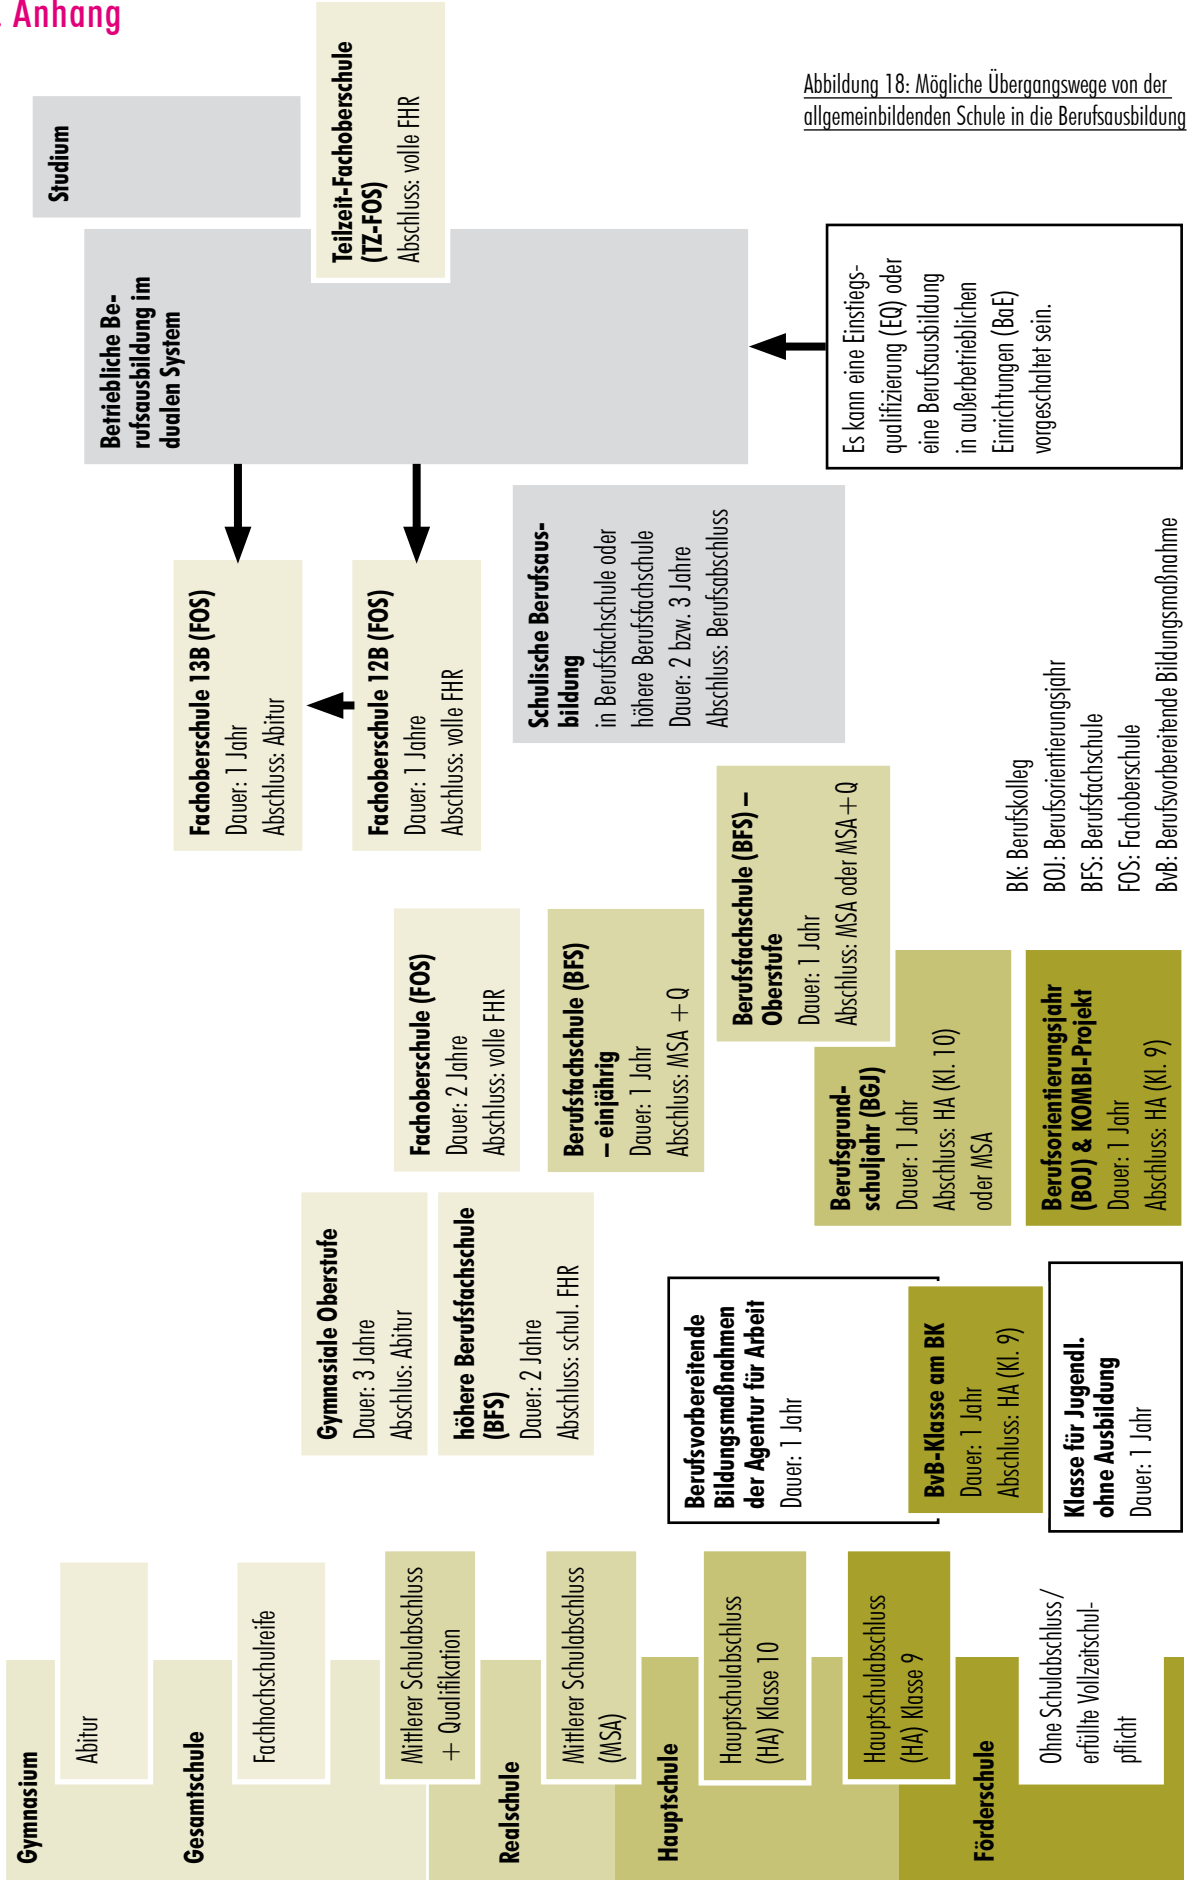 Anhang
Abbildung 18: Mögliche Übergangswege von der
allgemeinbildenden Schule in die Berufsausbildung
Gymnasium
Abitur
Gesamtschule
Fachhochschulreife
Mittlerer Schulabschluss
+ Qualifikation
Realschule
Mittlerer Schulabschluss
(MSA)
Hauptschule
Hauptschulabschluss
(HA) Klasse 10
Hauptschulabschluss
(HA) Klasse 9
Förderschule
Ohne Schulabschluss/
erfüllte Vollzeitschul-
pflicht
Gymnasiale Oberstufe
Dauer: 3 Jahre
Abschlus: Abitur
höhere Berufsfachschule
(BFS)
Dauer: 2 Jahre
Abschluss: schul. FHR
Berufsvorbereitende
Bildungsmaßnahmen
der Agentur für Arbeit
Dauer: 1 Jahr
BvB-Klasse am BK
Dauer: 1 Jahr
Abschluss: HA (Kl. 9)
Klasse für Jugendl.
ohne Ausbildung
Dauer: 1 Jahr
Fachoberschule (FOS)
Dauer: 2 Jahre
Abschluss: volle FHR
Berufsfachschule (BFS)
– einjährig
Dauer: 1 Jahr
Abschluss: MSA + Q
Berufsgrund-
schuljahr (BGJ)
Dauer: 1 Jahr
Abschluss: HA (Kl. 10)
oder MSA
Berufsorientierungsjahr
(BOJ) & KOMBI-Projekt
Dauer: 1 Jahr
Abschluss: HA (Kl. 9)
Berufsfachschule (BFS) –
Oberstufe
Dauer: 1 Jahr
Abschluss: MSA oder MSA+Q
Fachoberschule 13B (FOS)
Dauer: 1 Jahr
Abschluss: Abitur
Fachoberschule 12B (FOS)
Dauer: 1 Jahre
Abschluss: volle FHR
Schulische Berufsaus-
bildung
in Berufsfachschule oder
höhere Berufsfachschule
Dauer: 2 bzw. 3 Jahre
Abschluss: Berufsabschluss
BK: Berufskolleg
BOJ: Berufsorientierungsjahr
BFS: Berufsfachschule
FOS: Fachoberschule
BvB: Berufsvorbereitende Bildungsmaßnahme
Betriebliche Be-
rufsausbildung im
dualen System
Es kann eine Einstiegs-
qualifizierung (EQ) oder
eine Berufsausbildung
in außerbetrieblichen
Einrichtungen (BaE)
vorgeschaltet sein.
Studium
Teilzeit-Fachoberschule
(TZ-FOS)
Abschluss: volle FHR